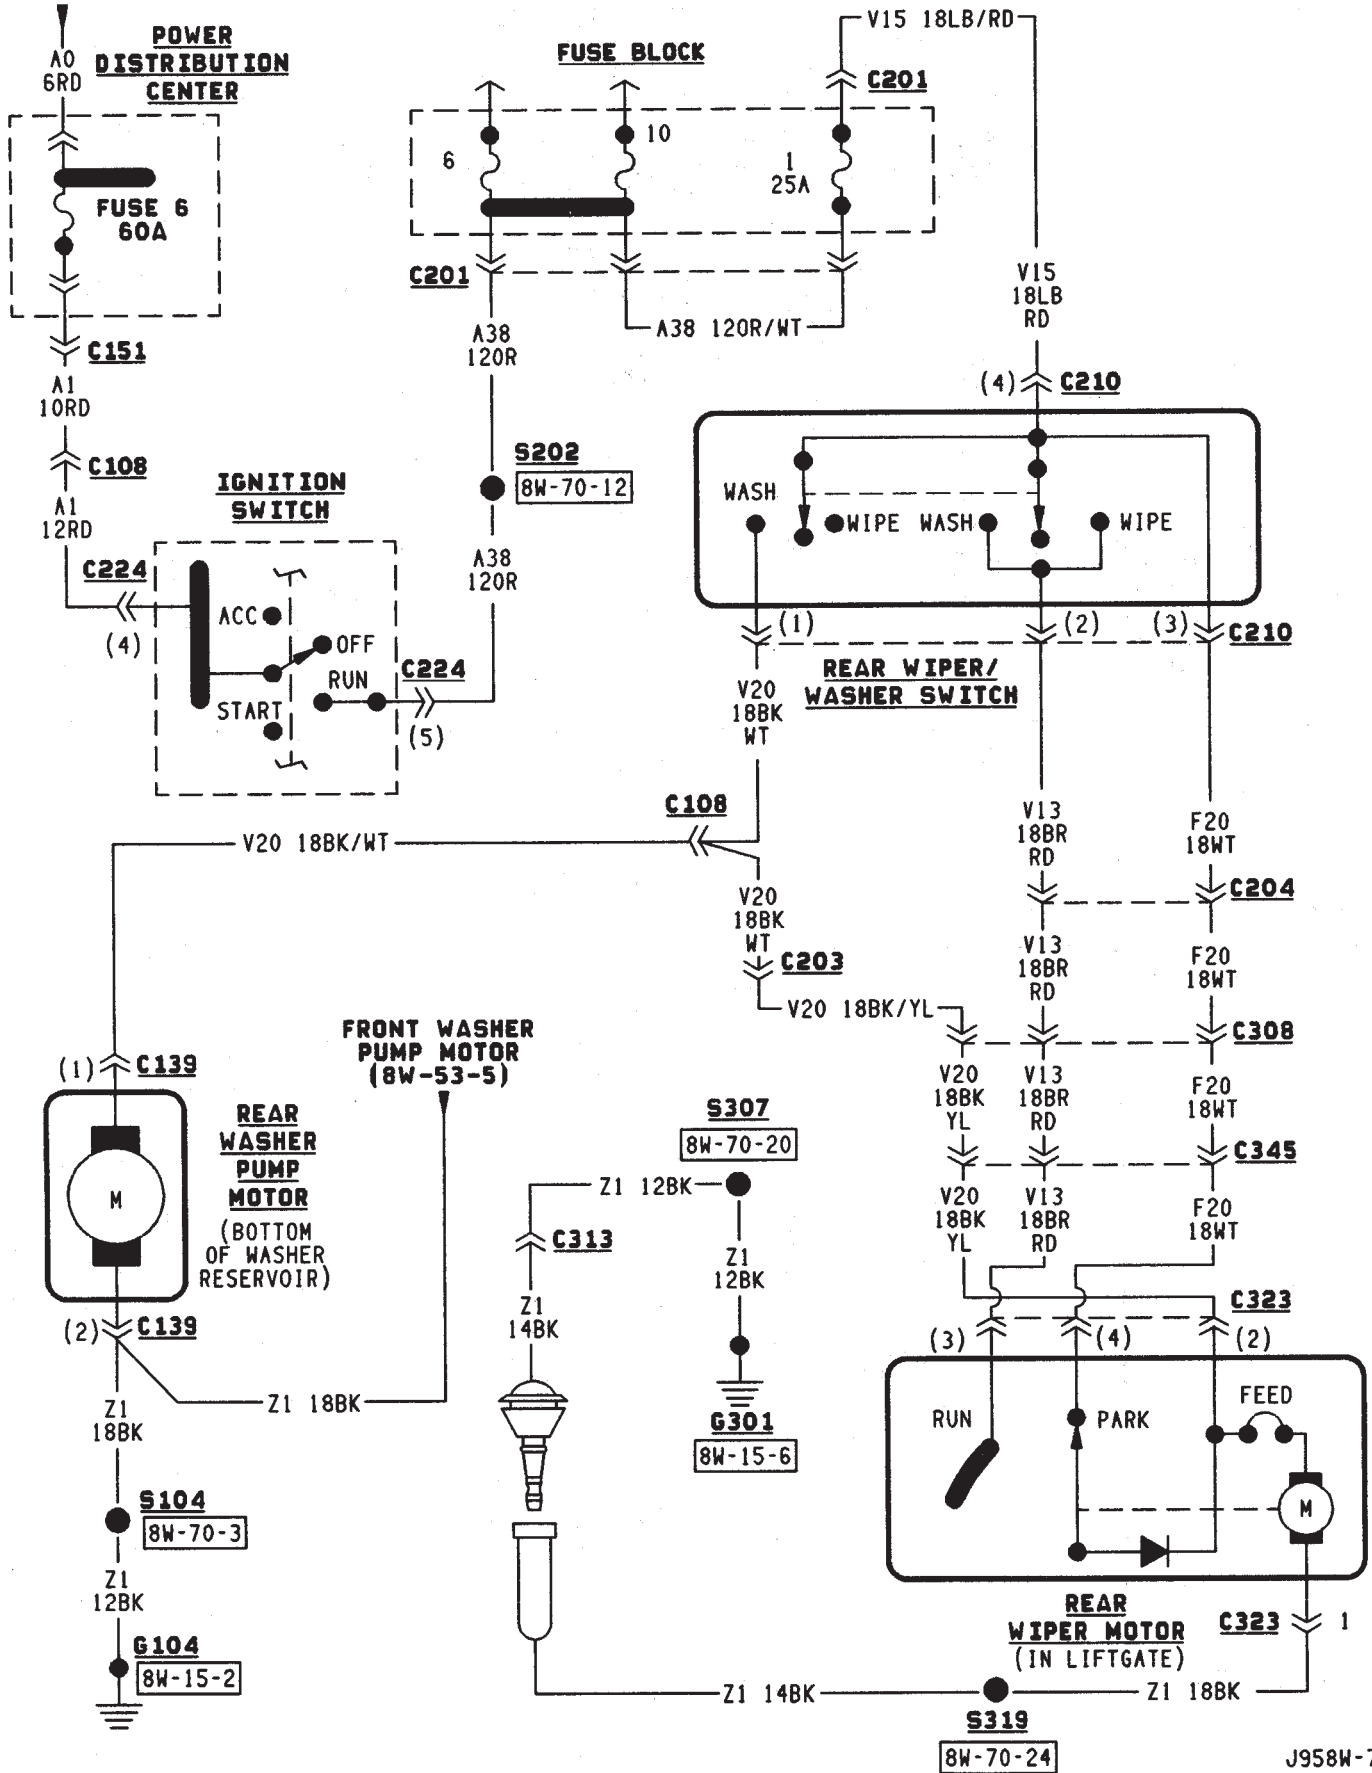 V15 18LB/RD
A0
6RD
POWER
DISTRIBUTION
CENTER
FUSE BLOCK
C201
6
10
1
25A
FUSE 6
60A
C201
A38
120R
A38 120R/WT
V15
18LB
RD
C151
A1
10RD
(4)
C210
C108
A1
12RD
IGNITION
SWITCH
S202
8W-70-12
WASH
WIPE
WASH
WIPE
A38
120R
C224
(4)
ACC
OFF
RUN
START
C224
(5)
(1)
(2)
(3)
C210
REAR WIPER/
WASHER SWITCH
V20
18BK
WT
C108
V20 18BK/WT
V13
18BR
RD
F20
18WT
C204
V20
18BK
WT
C203
V13
18BR
RD
F20
18WT
V20 18BK/YL
C308
FRONT WASHER
PUMP MOTOR
(8W-53-5)
(1)
C139
V20
18BK
YL
V13
18BR
RD
F20
18WT
REAR
WASHER
PUMP
MOTOR
(BOTTOM
OF WASHER
RESERVOIR)
M
S307
8W-70-20
C345
Z1 12BK
V20
18BK
YL
V13
18BR
RD
F20
18WT
C313
Z1
12BK
Z1
14BK
C323
(2)
C139
(3)
(4)
(2)
Z1
18BK
Z1 18BK
G301
8W-15-6
RUN
PARK
FEED
M
S104
8W-70-3
Z1
12BK
G104
8W-15-2
REAR
WIPER MOTOR
(IN LIFTGATE)
C323
1
Z1 14BK
Z1 18BK
S319
8W-70-24
J958W-7